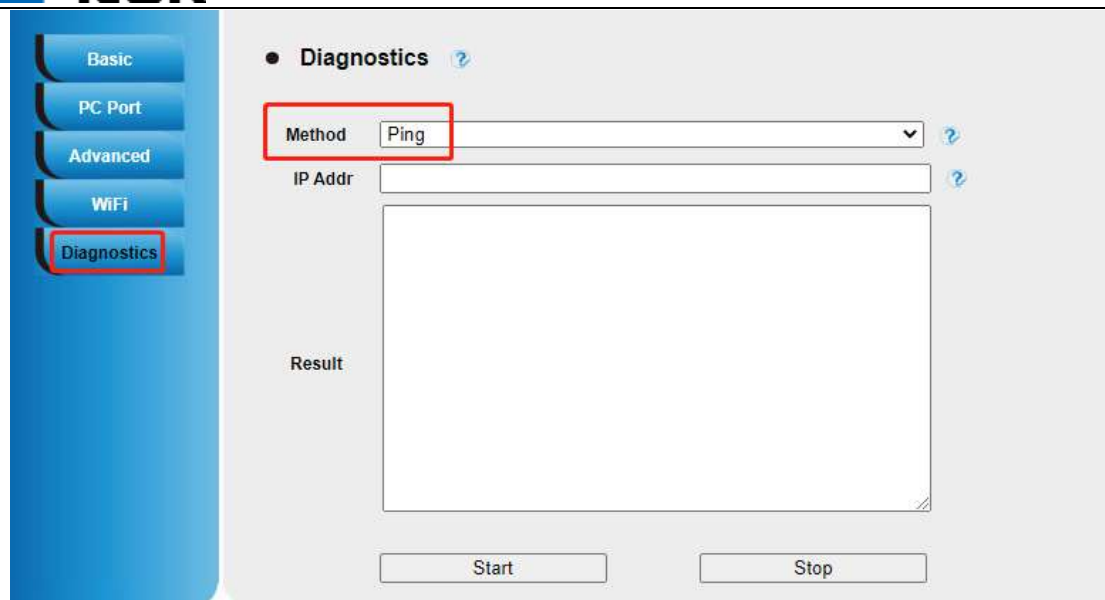 Basic
PC Port
Advanced
WiFi
Diagnostics
Diagnostics
Method Ping
IP Addr
Result
Start Stop